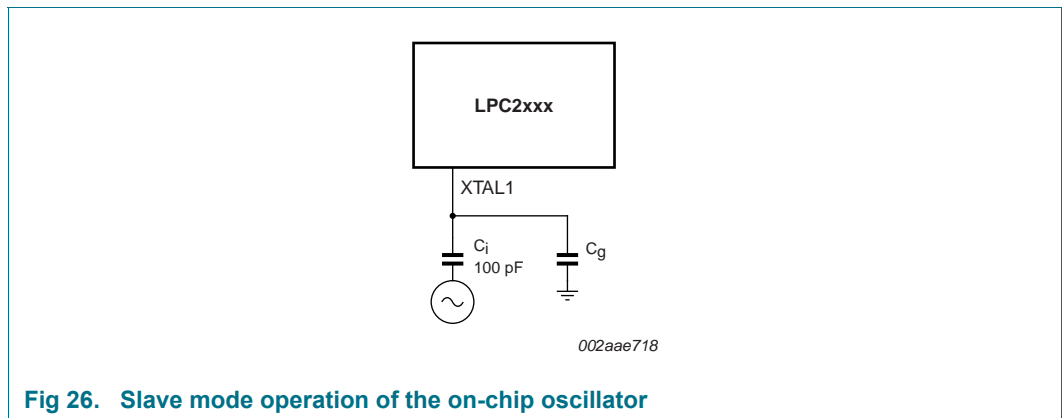 LPC2xxx
XTAL1
Ci
100 pF
Cg
002aae718
Fig 26. Slave mode operation of the on-chip oscillator